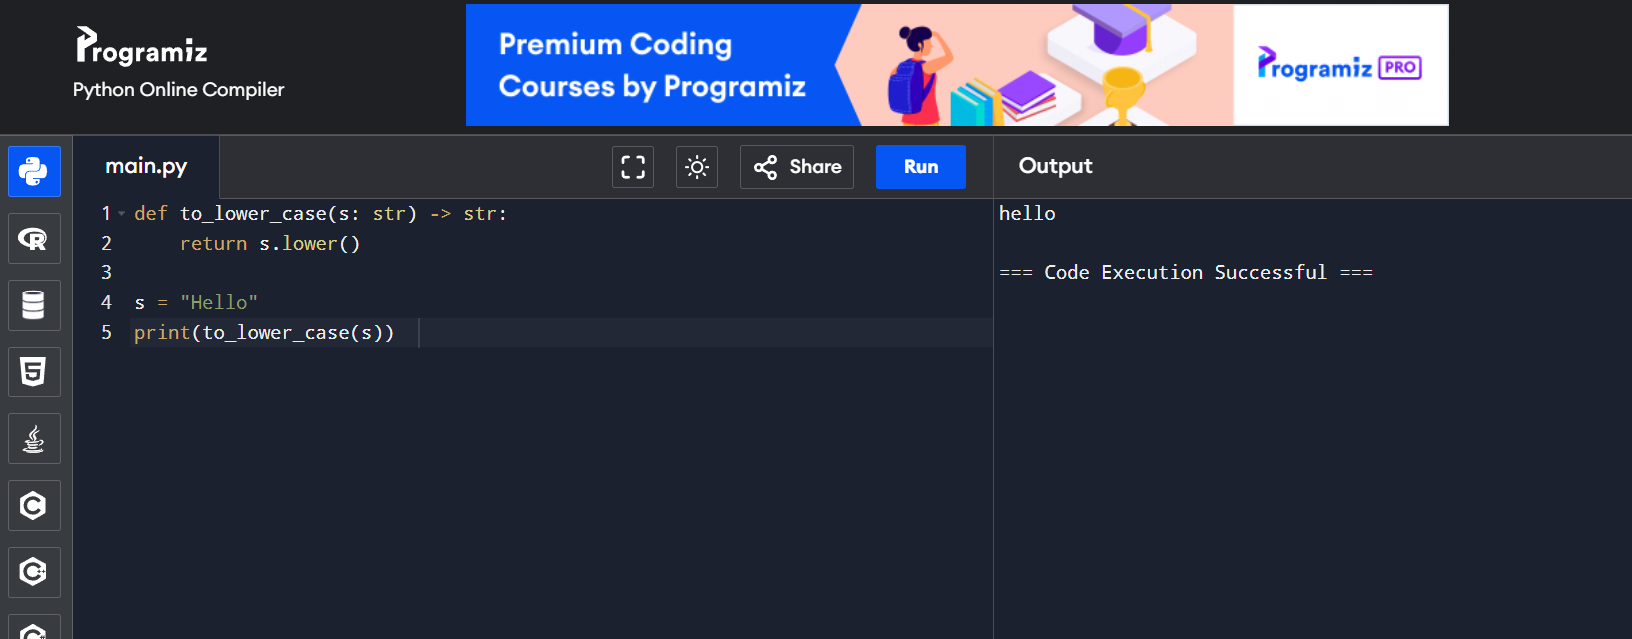 Programiz
Python Online Compiler
Premium Coding
Courses by Programiz
Programiz PRO
main.py
Share
Run
Output
1 def to_lower_case(s: str) -> str:
2     return s.lower()
3
4 s = "Hello"
5 print(to_lower_case(s))
hello
=== Code Execution Successful ===